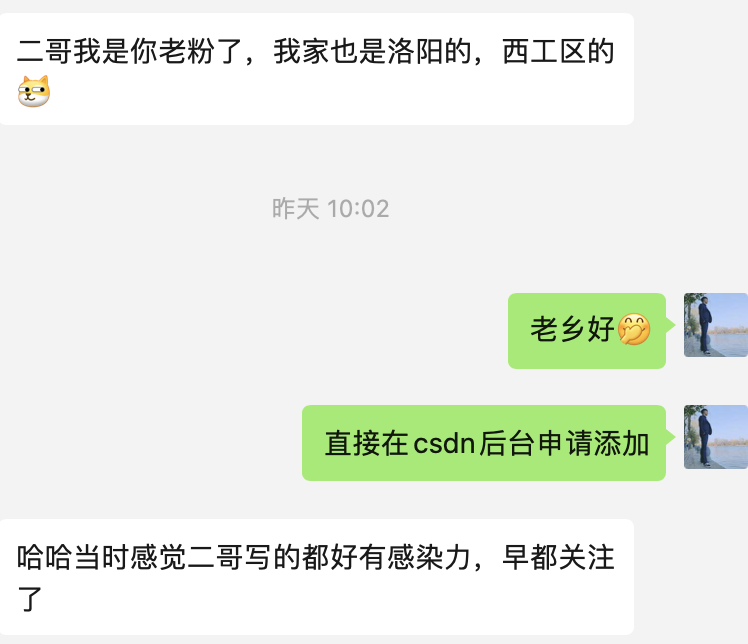 二哥我是你老粉了，我家也是洛阳的，西工区的
昨天 10:02
老乡好
直接在csdn后台申请添加
哈哈当时感觉二哥写的都好有感染力，早都关注
了